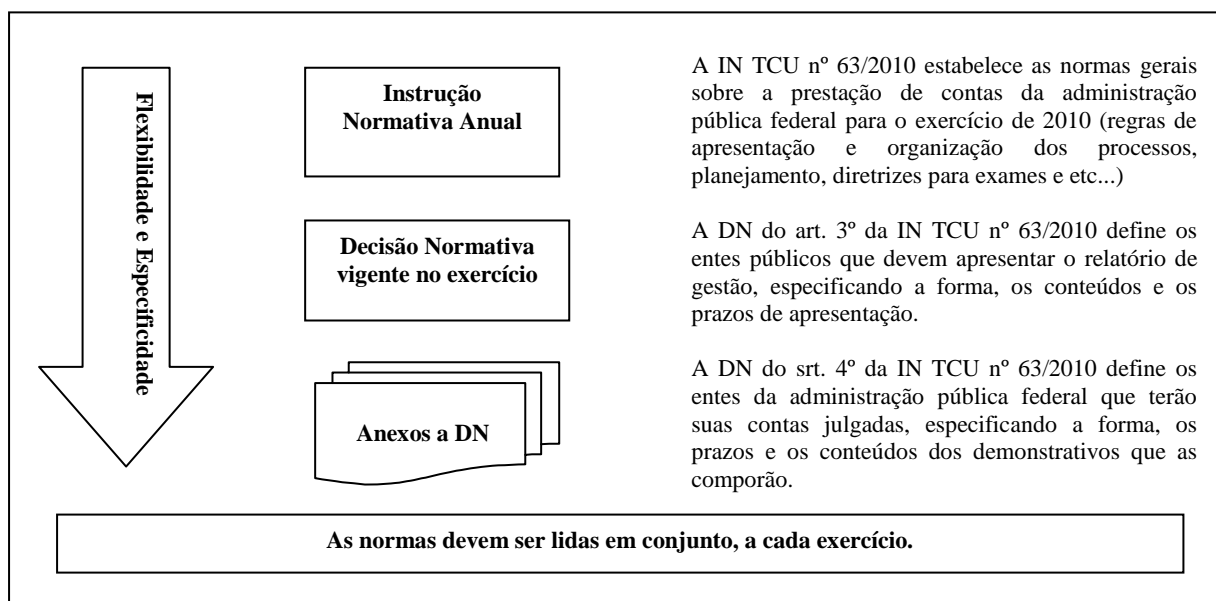 Flexibilidade e Especificidade
Instrução
Normativa Anual
A IN TCU nº 63/2010 estabelece as normas gerais
sobre a prestação de contas da administração
pública federal para o exercício de 2010 (regras de
apresentação e organização dos processos,
planejamento, diretrizes para exames e etc...)
Decisão Normativa
vigente no exercício
A DN do art. 3º da IN TCU nº 63/2010 define os
entes públicos que devem apresentar o relatório de
gestão, especificando a forma, os conteúdos e os
prazos de apresentação.
Anexos a DN
A DN do srt. 4º da IN TCU nº 63/2010 define os
entes da administração pública federal que terão
suas contas julgadas, especificando a forma, os
prazos e os conteúdos dos demonstrativos que as
comporão.
As normas devem ser lidas em conjunto, a cada exercício.